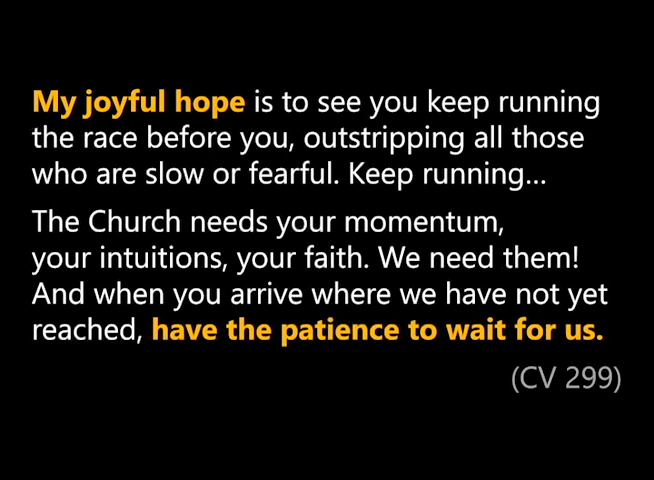 My joyful hope is to see you keep running
the race before you, outstripping all those
who are slow or fearful. Keep running...
The Church needs your momentum,
your intuitions, your faith. We need them!
And when you arrive where we have not yet
reached, have the patience to wait for us.
(CV 299)